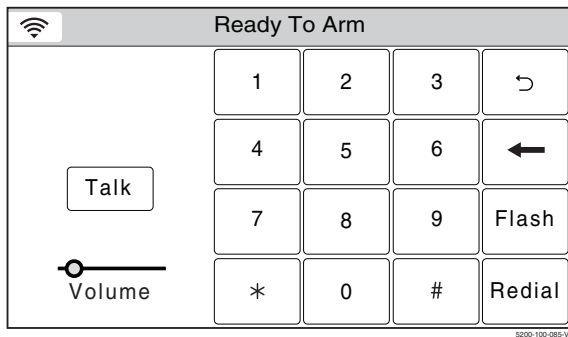 Ready To Arm
1 2 3
4 5 6
Talk
7 8 9 Flash
Volume
* 0 # Redial
5200-100-085-V